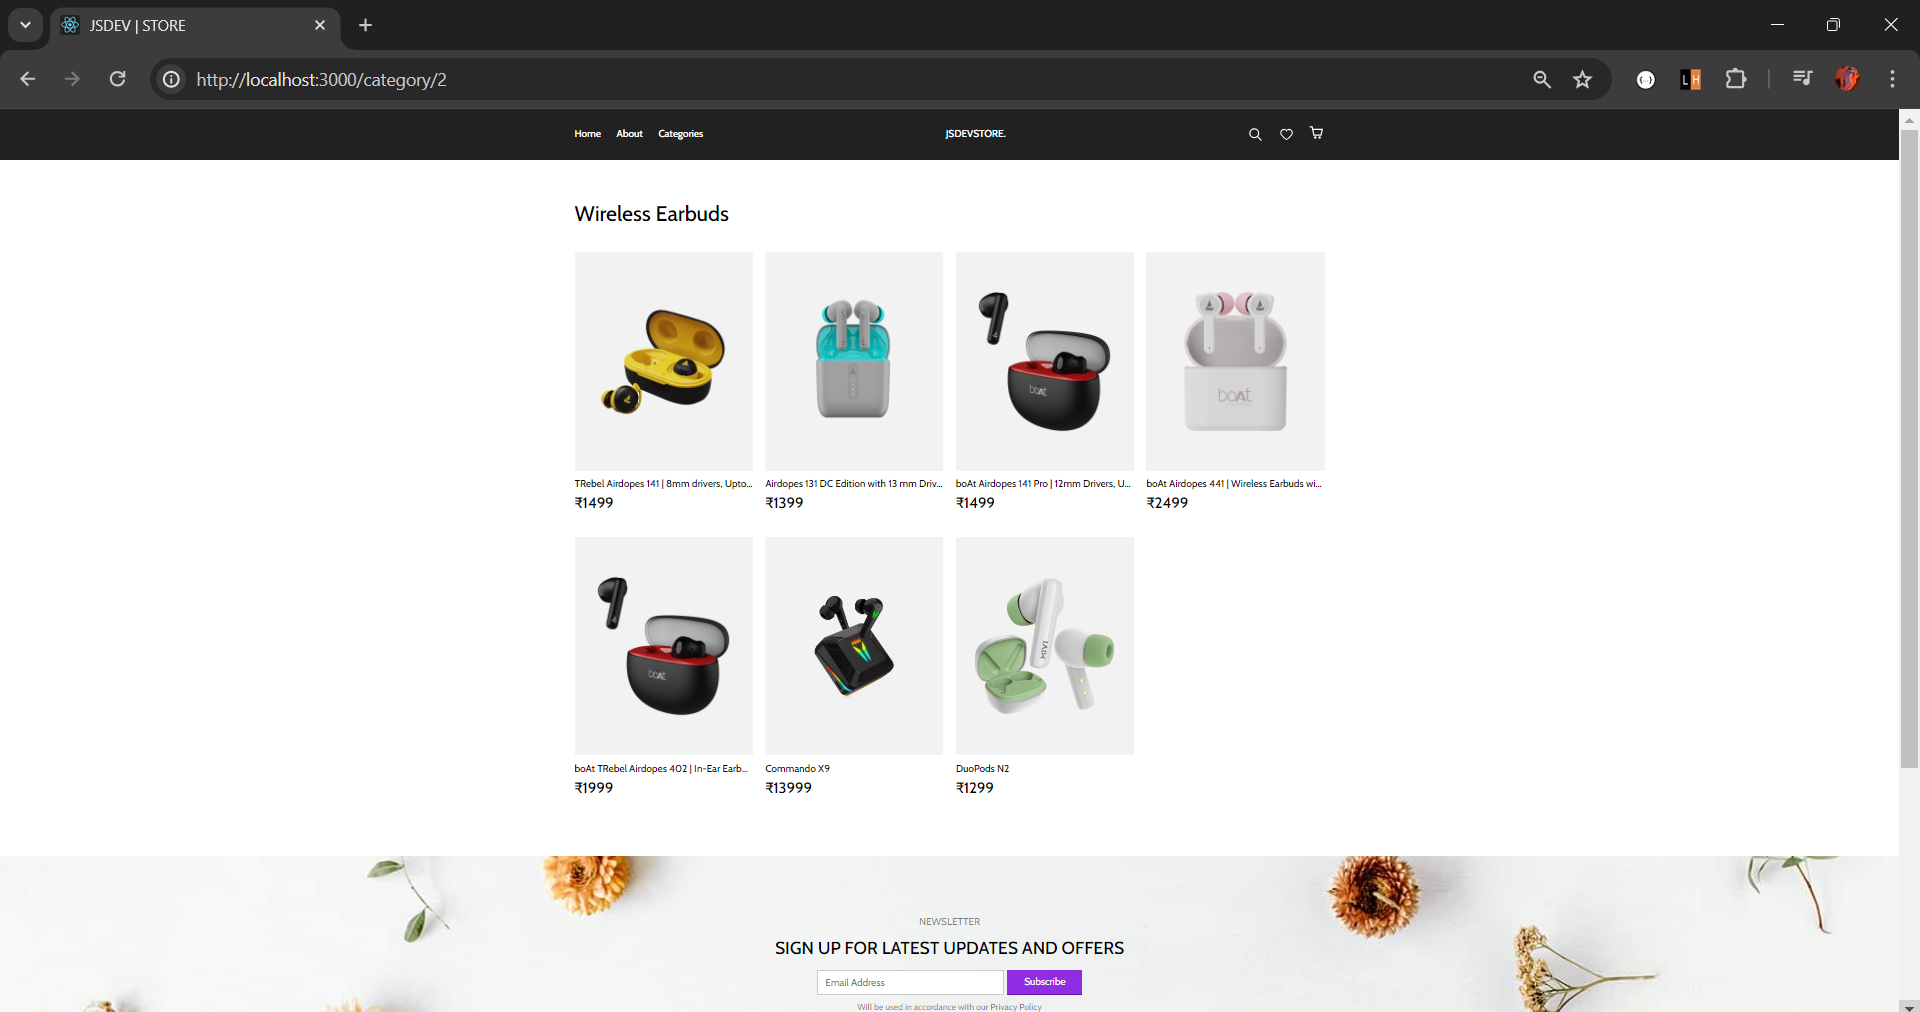 JSDEV | STORE
http://localhost:3000/category/2
L H
Home About Categories JSDEVSTORE.
Wireless Earbuds
boAt
boAt
TRebel Airdopes 141 | 8mm drivers, Upto... Airdopes 131 DC Edition with 13 mm Driv... boAt Airdopes 141 Pro | 12mm Drivers, U... boAt Airdopes 441 | Wireless Earbuds wi...
₹1499 ₹1399 ₹1499 ₹2499
boAt
MIVI
boAt TRebel Airdopes 402 | In-Ear Earb... Commando X9 DuoPods N2
₹1999 ₹13999 ₹1299
NEWSLETTER
SIGN UP FOR LATEST UPDATES AND OFFERS
Email Address Subscribe
Will be used in accordance with our Privacy Policy